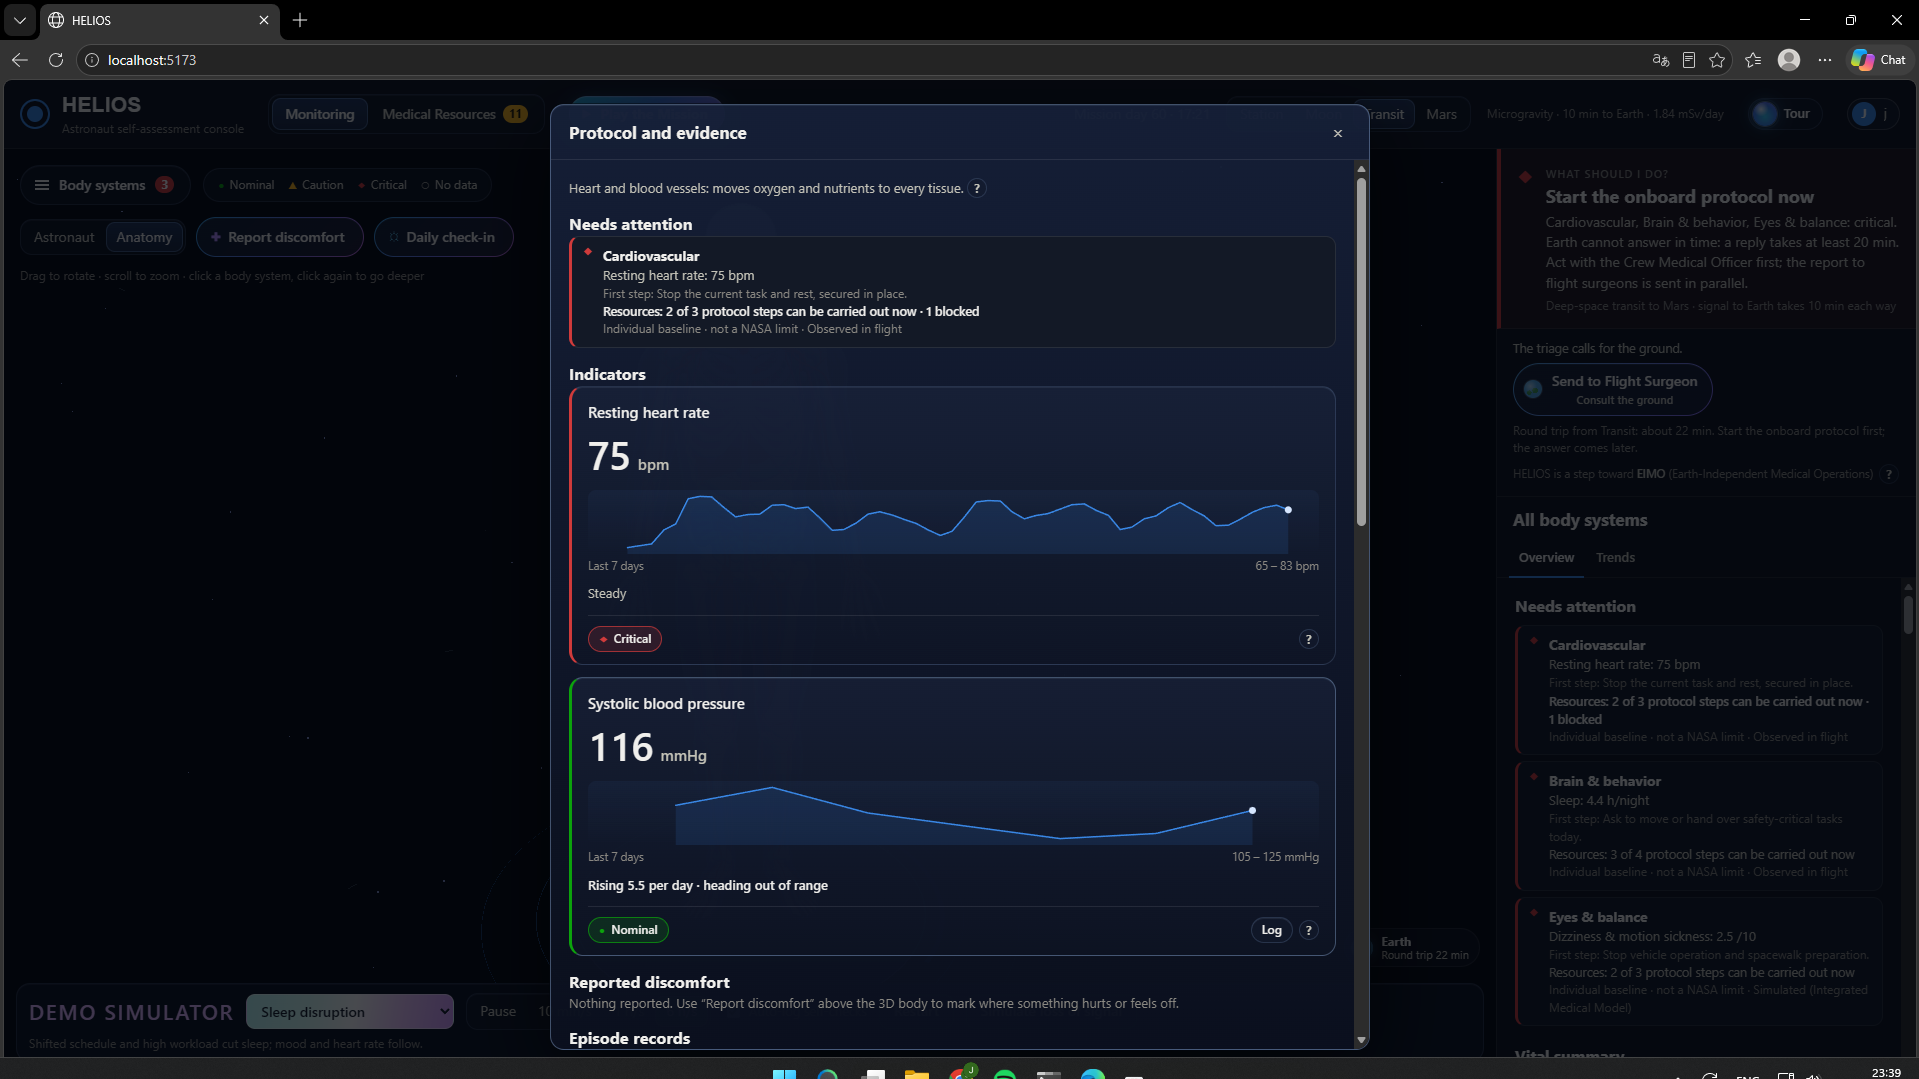 HELIOS
localhost:5173
Chat
HELIOS
Astronaut self-assessment console
Monitoring
Medical Resources 11
Transit
Mars
Microgravity · 10 min to Earth · 1.84 mSv/day
Tour
J j
Body systems 3
Nominal
Caution
Critical
No data
Astronaut
Anatomy
Report discomfort
Daily check-in
Drag to rotate · scroll to zoom · click a body system, click again to go deeper
Protocol and evidence
Heart and blood vessels: moves oxygen and nutrients to every tissue. ?
Needs attention
Cardiovascular
Resting heart rate: 75 bpm
First step: Stop the current task and rest, secured in place.
Resources: 2 of 3 protocol steps can be carried out now · 1 blocked
Individual baseline · not a NASA limit · Observed in flight
Indicators
Resting heart rate
75 bpm
Last 7 days
65 – 83 bpm
Steady
Critical
?
Systolic blood pressure
116 mmHg
Last 7 days
105 – 125 mmHg
Rising 5.5 per day · heading out of range
Nominal
Log
?
Reported discomfort
Nothing reported. Use “Report discomfort” above the 3D body to mark where something hurts or feels off.
Episode records
WHAT SHOULD I DO?
Start the onboard protocol now
Cardiovascular, Brain & behavior, Eyes & balance: critical.
Earth cannot answer in time: a reply takes at least 20 min.
Act with the Crew Medical Officer first; the report to
flight surgeons is sent in parallel.
Deep-space transit to Mars · signal to Earth takes 10 min each way
The triage calls for the ground.
Send to Flight Surgeon
Consult the ground
Round trip from Transit: about 22 min. Start the onboard protocol first;
the answer comes later.
HELIOS is a step toward EIMO (Earth-Independent Medical Operations) ?
All body systems
Overview
Trends
Needs attention
Cardiovascular
Resting heart rate: 75 bpm
First step: Stop the current task and rest, secured in place.
Resources: 2 of 3 protocol steps can be carried out now ·
1 blocked
Individual baseline · not a NASA limit · Observed in flight
Brain & behavior
Sleep: 4.4 h/night
First step: Ask to move or hand over safety-critical tasks
today.
Resources: 3 of 4 protocol steps can be carried out now
Individual baseline · not a NASA limit · Observed in flight
Eyes & balance
Dizziness & motion sickness: 2.5 /10
First step: Stop vehicle operation and spacewalk preparation.
Resources: 2 of 3 protocol steps can be carried out now
Individual baseline · not a NASA limit · Simulated (Integrated
Medical Model)
Vital summary
Earth
Round trip 22 min
DEMO SIMULATOR
Sleep disruption
Pause
Shifted schedule and high workload cut sleep; mood and heart rate follow.
J
ENG
23:39